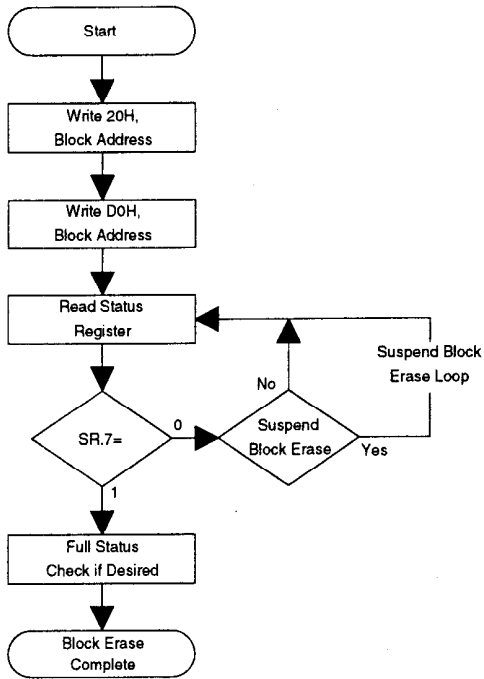 Start
Write 20H,
Block Address
Write D0H,
Block Address
Read Status
Register
Suspend Block
Erase Loop
No
SR.7=
0
Suspend
Block Erase
Yes
1
Full Status
Check if Desired
Block Erase
Complete